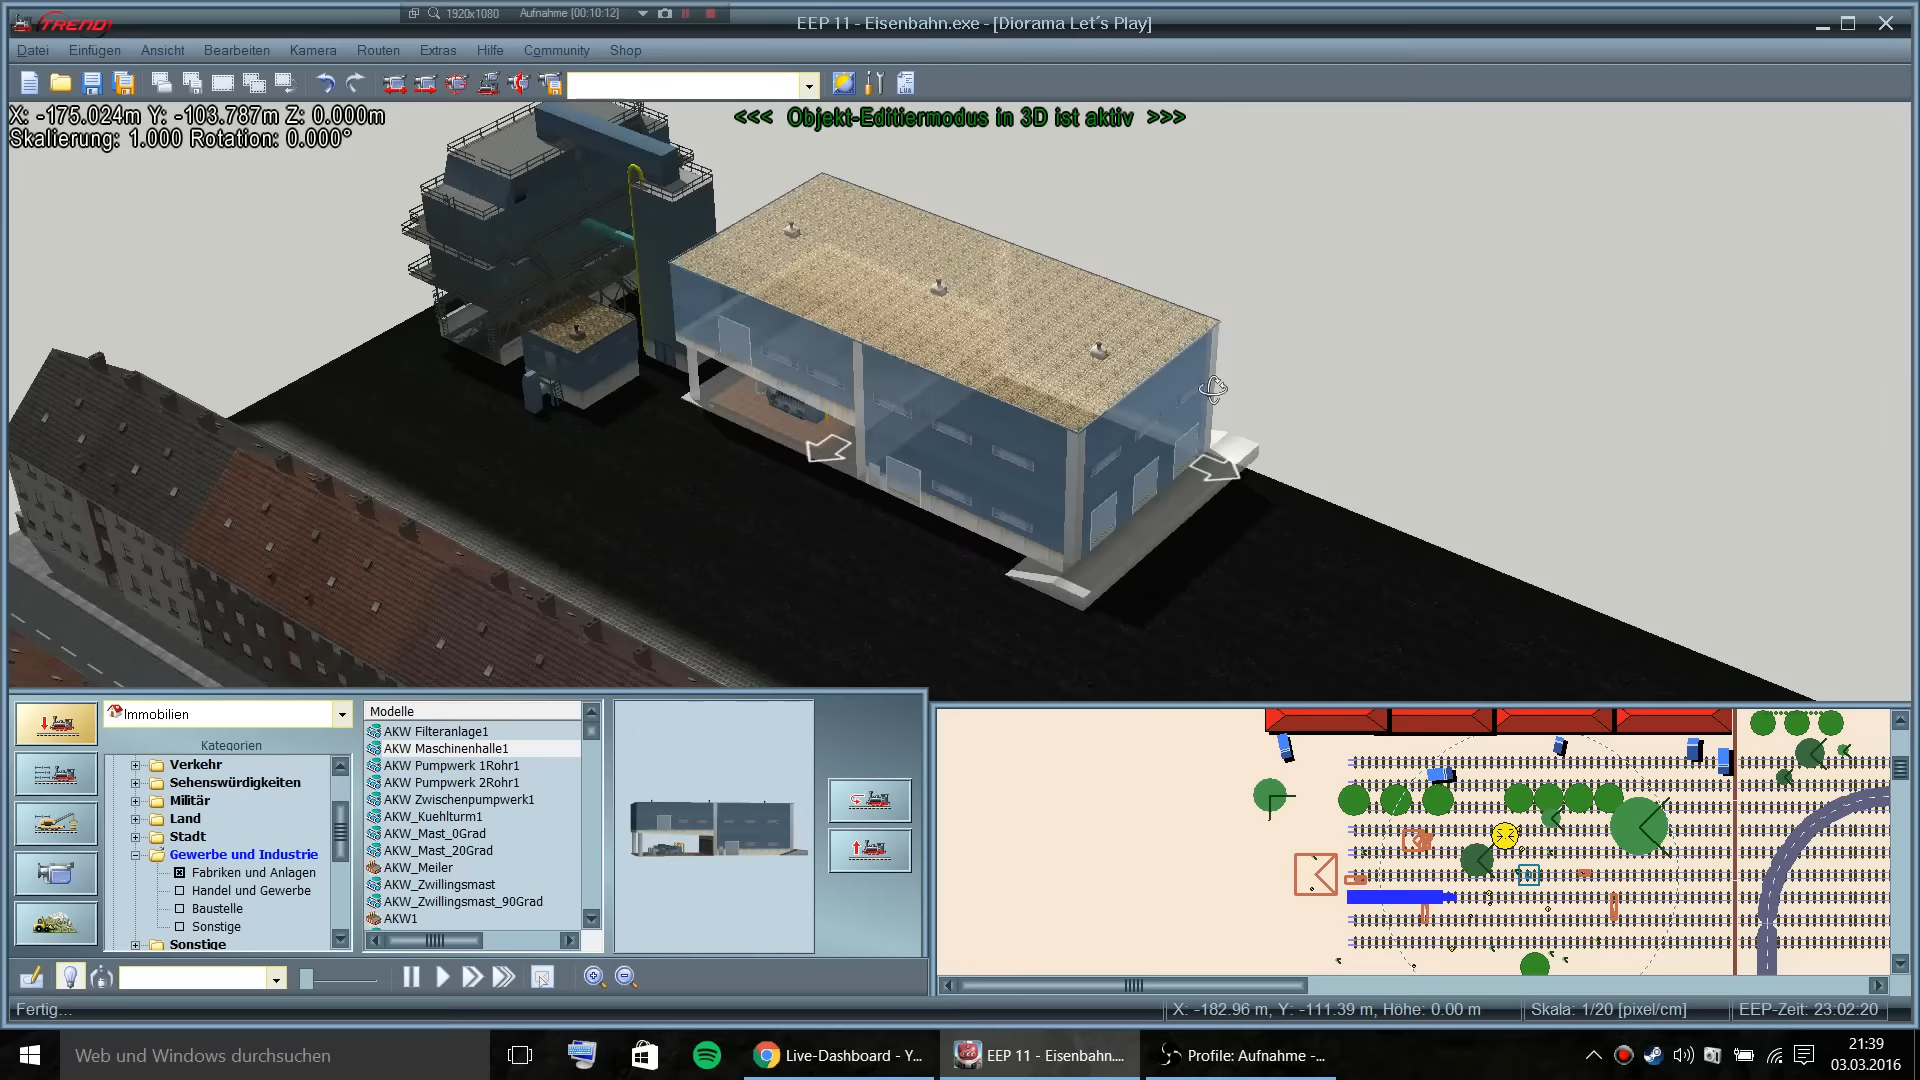 1920x1080 Aufnahme [00:10:12]
TREND
EEP 11 - Eisenbahn.exe - [Diorama Let´s Play]
Datei Einfügen Ansicht Bearbeiten Kamera Routen Extras Hilfe Community Shop
LUA
X: -175.024m Y: -103.787m Z: 0.000m
Skalierung: 1.000 Rotation: 0.000°
<<< Objekt-Editiermodus in 3D ist aktiv >>>
Immobilien
Kategorien
Verkehr
Sehenswürdigkeiten
Militär
Land
Stadt
Gewerbe und Industrie
Fabriken und Anlagen
Handel und Gewerbe
Baustelle
Sonstige
Sonstige
Modelle
AKW Filteranlage1
AKW Maschinenhalle1
AKW Pumpwerk 1Rohr1
AKW Pumpwerk 2Rohr1
AKW Zwischenpumpwerk1
AKW_Kuehlturm1
AKW_Mast_0Grad
AKW_Mast_20Grad
AKW_Meiler
AKW_Zwillingsmast
AKW_Zwillingsmast_90Grad
AKW1
Fertig...
X: -182.96 m, Y: -111.39 m, Höhe: 0.00 m
Skala: 1/20 [pixel/cm]
EEP-Zeit: 23:02:20
Web und Windows durchsuchen
Live-Dashboard - Y...
EEP 11 - Eisenbahn....
Profile: Aufnahme -...
21:39
03.03.2016